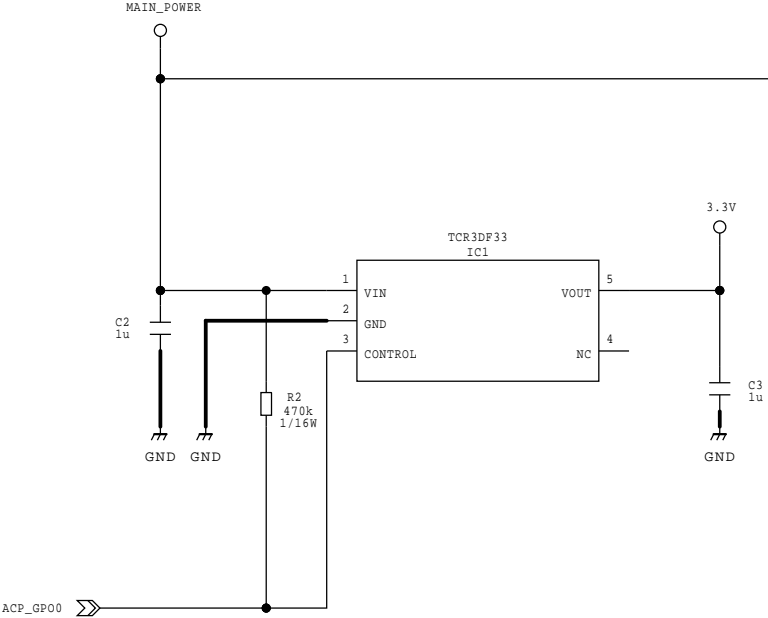 MAIN_POWER
3.3V
TCR3DF33
IC1
1
VIN
VOUT
5
2
GND
3
CONTROL
NC
4
C2
1u
R2
470k
1/16W
C3
1u
GND
GND
GND
ACP_GPO0